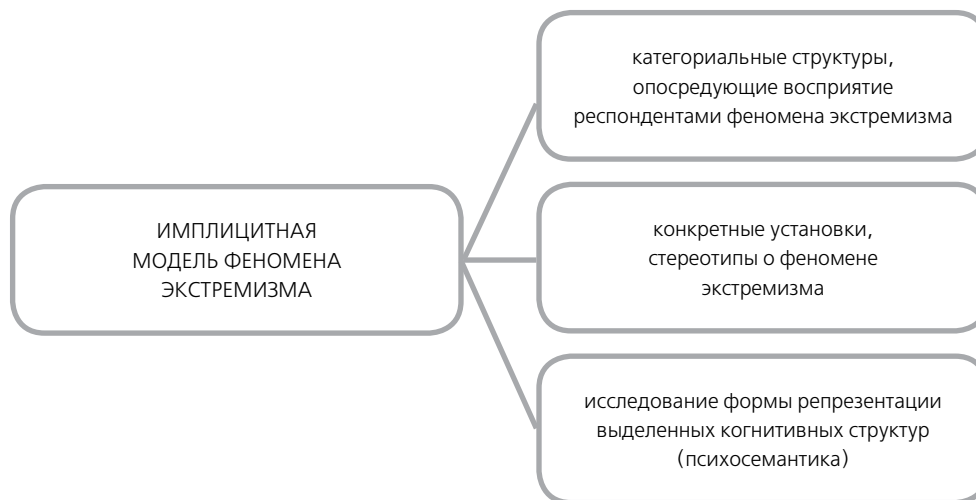 ИМПЛИЦИТНАЯ
МОДЕЛЬ ФЕНОМЕНА
ЭКСТРЕМИЗМА
категориальные структуры,
опосредующие восприятие
респондентами феномена экстремизма
конкретные установки,
стереотипы о феномене
экстремизма
исследование формы репрезентации
выделенных когнитивных структур
(психосемантика)